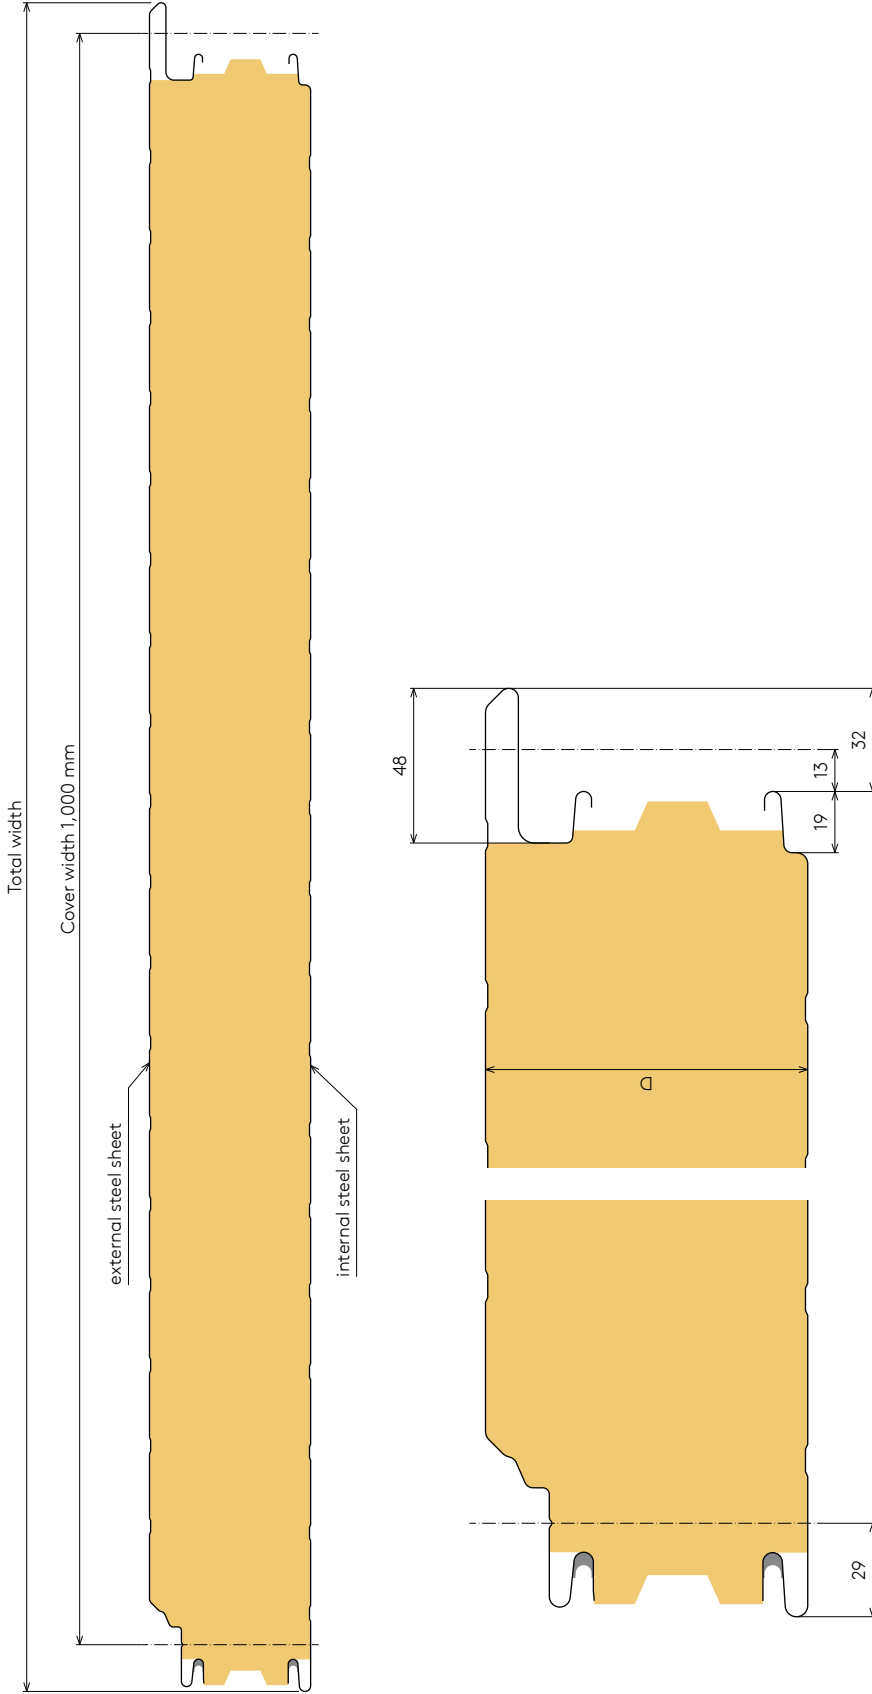 Total width
Cover width 1,000 mm
external steel sheet
internal steel sheet
48
32
13
19
D
29